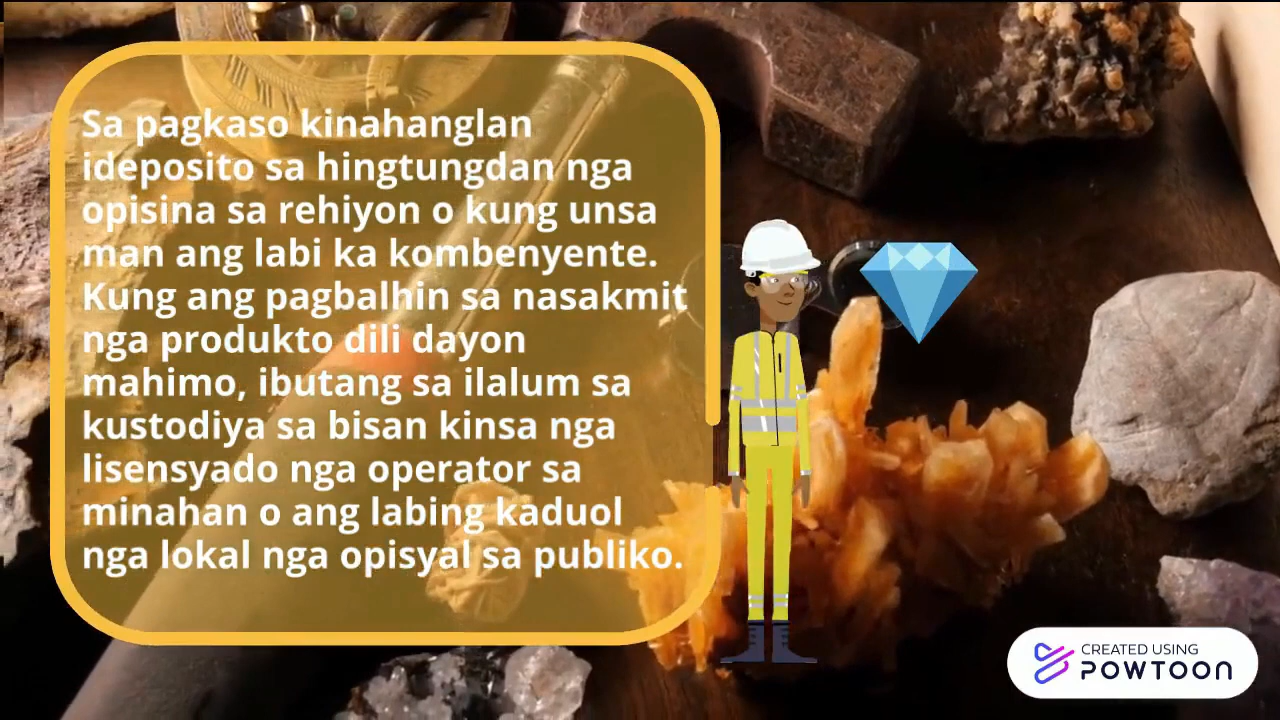 Sa pagkaso kinahanglan
ideposito sa hingtungdan nga
opisina sa rehiyon o kung unsa
man ang labi ka kombenyente.
Kung ang pagbalhin sa nasakmit
nga produkto dili dayon
mahimo, ibutang sa ilalum sa
kustodiya sa bisan kinsa nga
lisensyado nga operator sa
minahan o ang labing kaduol
nga lokal nga opisyal sa publiko.
CREATED USING
POWTOON